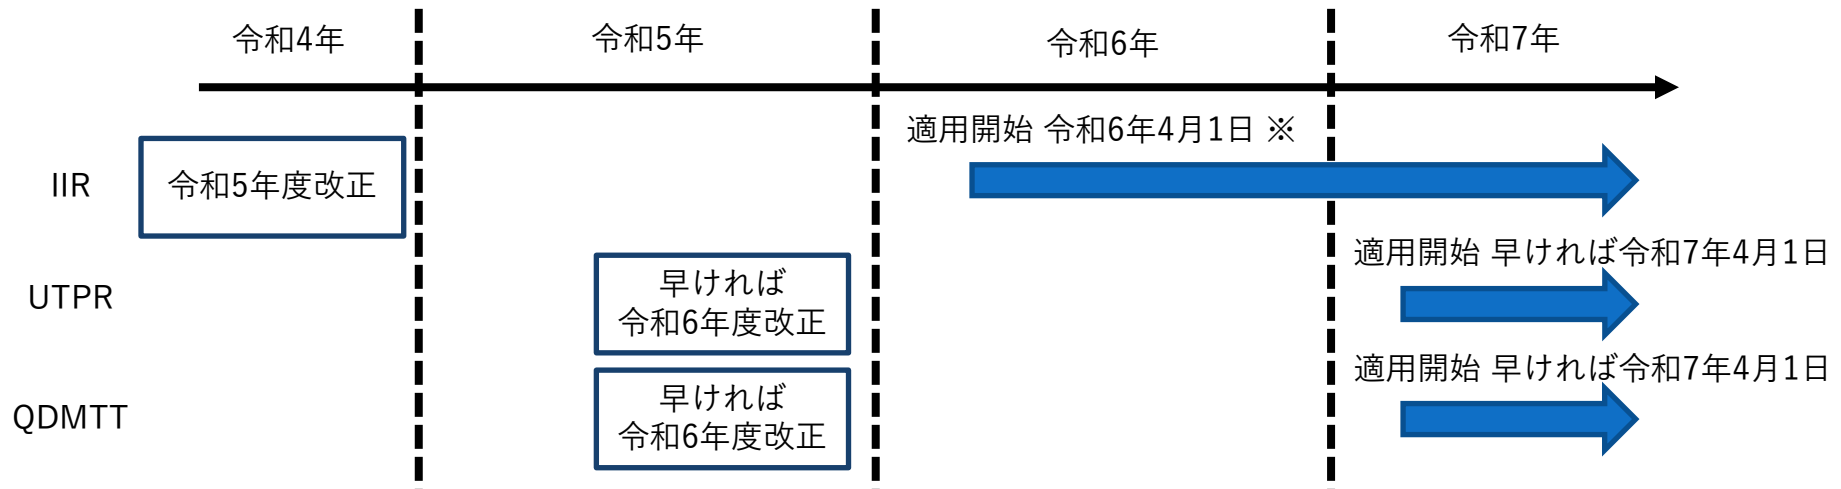 令和4年
令和5年
令和6年
令和7年
適用開始 令和6年4月1日 ※
IIR
令和5年度改正
適用開始 早ければ令和7年4月1日
UTPR
早ければ
令和6年度改正
適用開始 早ければ令和7年4月1日
QDMTT
早ければ
令和6年度改正